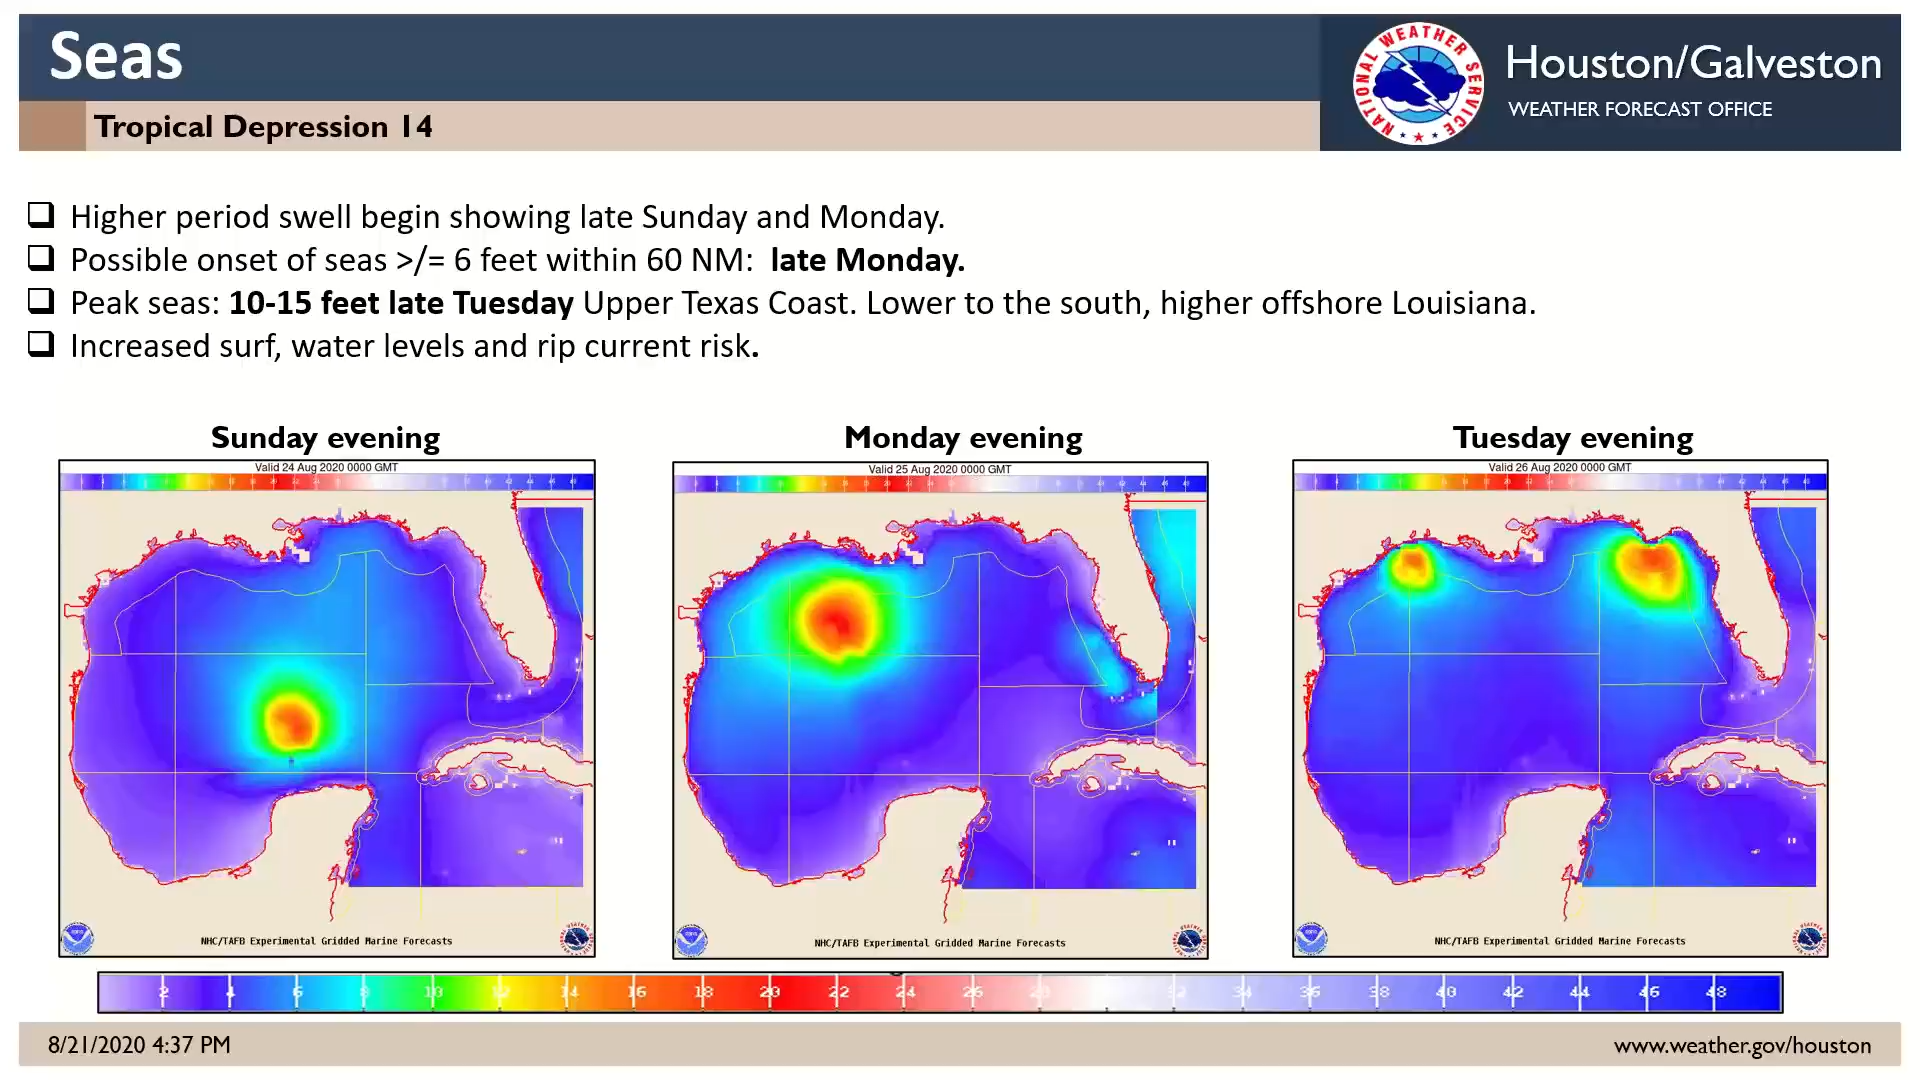 Seas
Tropical Depression 14
NATIONAL WEATHER SERVICE
Houston/Galveston
WEATHER FORECAST OFFICE
Higher period swell begin showing late Sunday and Monday.
Possible onset of seas >/= 6 feet within 60 NM: late Monday.
Peak seas: 10-15 feet late Tuesday Upper Texas Coast. Lower to the south, higher offshore Louisiana.
Increased surf, water levels and rip current risk.
Sunday evening
Valid 24 Aug 2020 0000 GMT
NHC/TAFB Experimental Gridded Marine Forecasts
Monday evening
Valid 25 Aug 2020 0000 GMT
NHC/TAFB Experimental Gridded Marine Forecasts
Tuesday evening
Valid 26 Aug 2020 0000 GMT
NHC/TAFB Experimental Gridded Marine Forecasts
2 4 6 8 10 12 14 16 18 20 22 24 26 28 32 34 36 38 40 42 44 46 48
8/21/2020 4:37 PM
www.weather.gov/houston